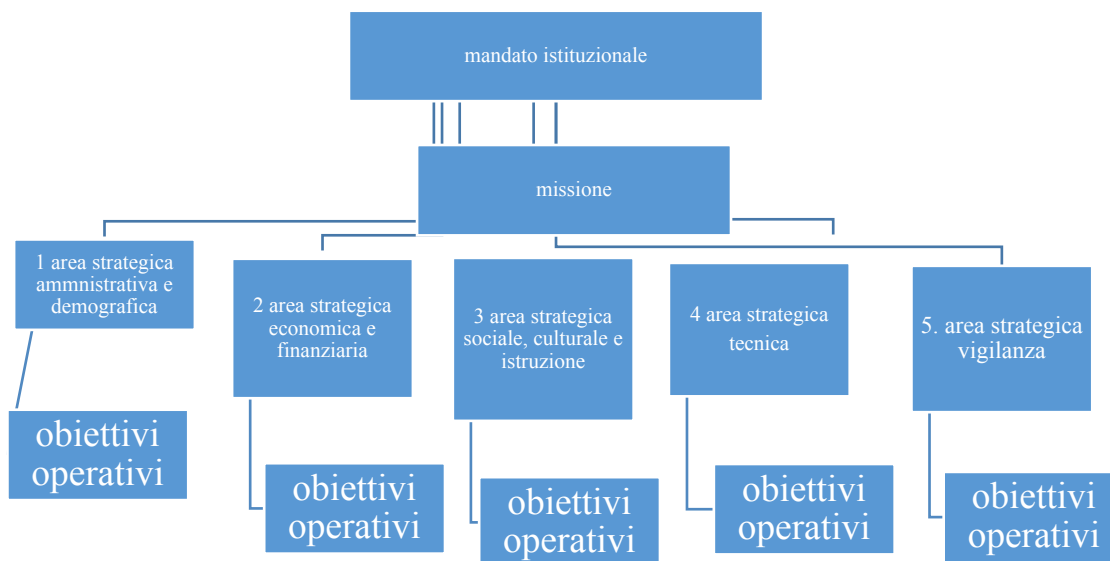 mandato istituzionale
missione
1 area strategica
ammnistrativa e
demografica
2 area strategica
economica e
finanziaria
3 area strategica
sociale, culturale e
istruzione
4 area strategica
tecnica
5. area strategica
vigilanza
obiettivi
operativi
obiettivi
operativi
obiettivi
operativi
obiettivi
operativi
obiettivi
operativi